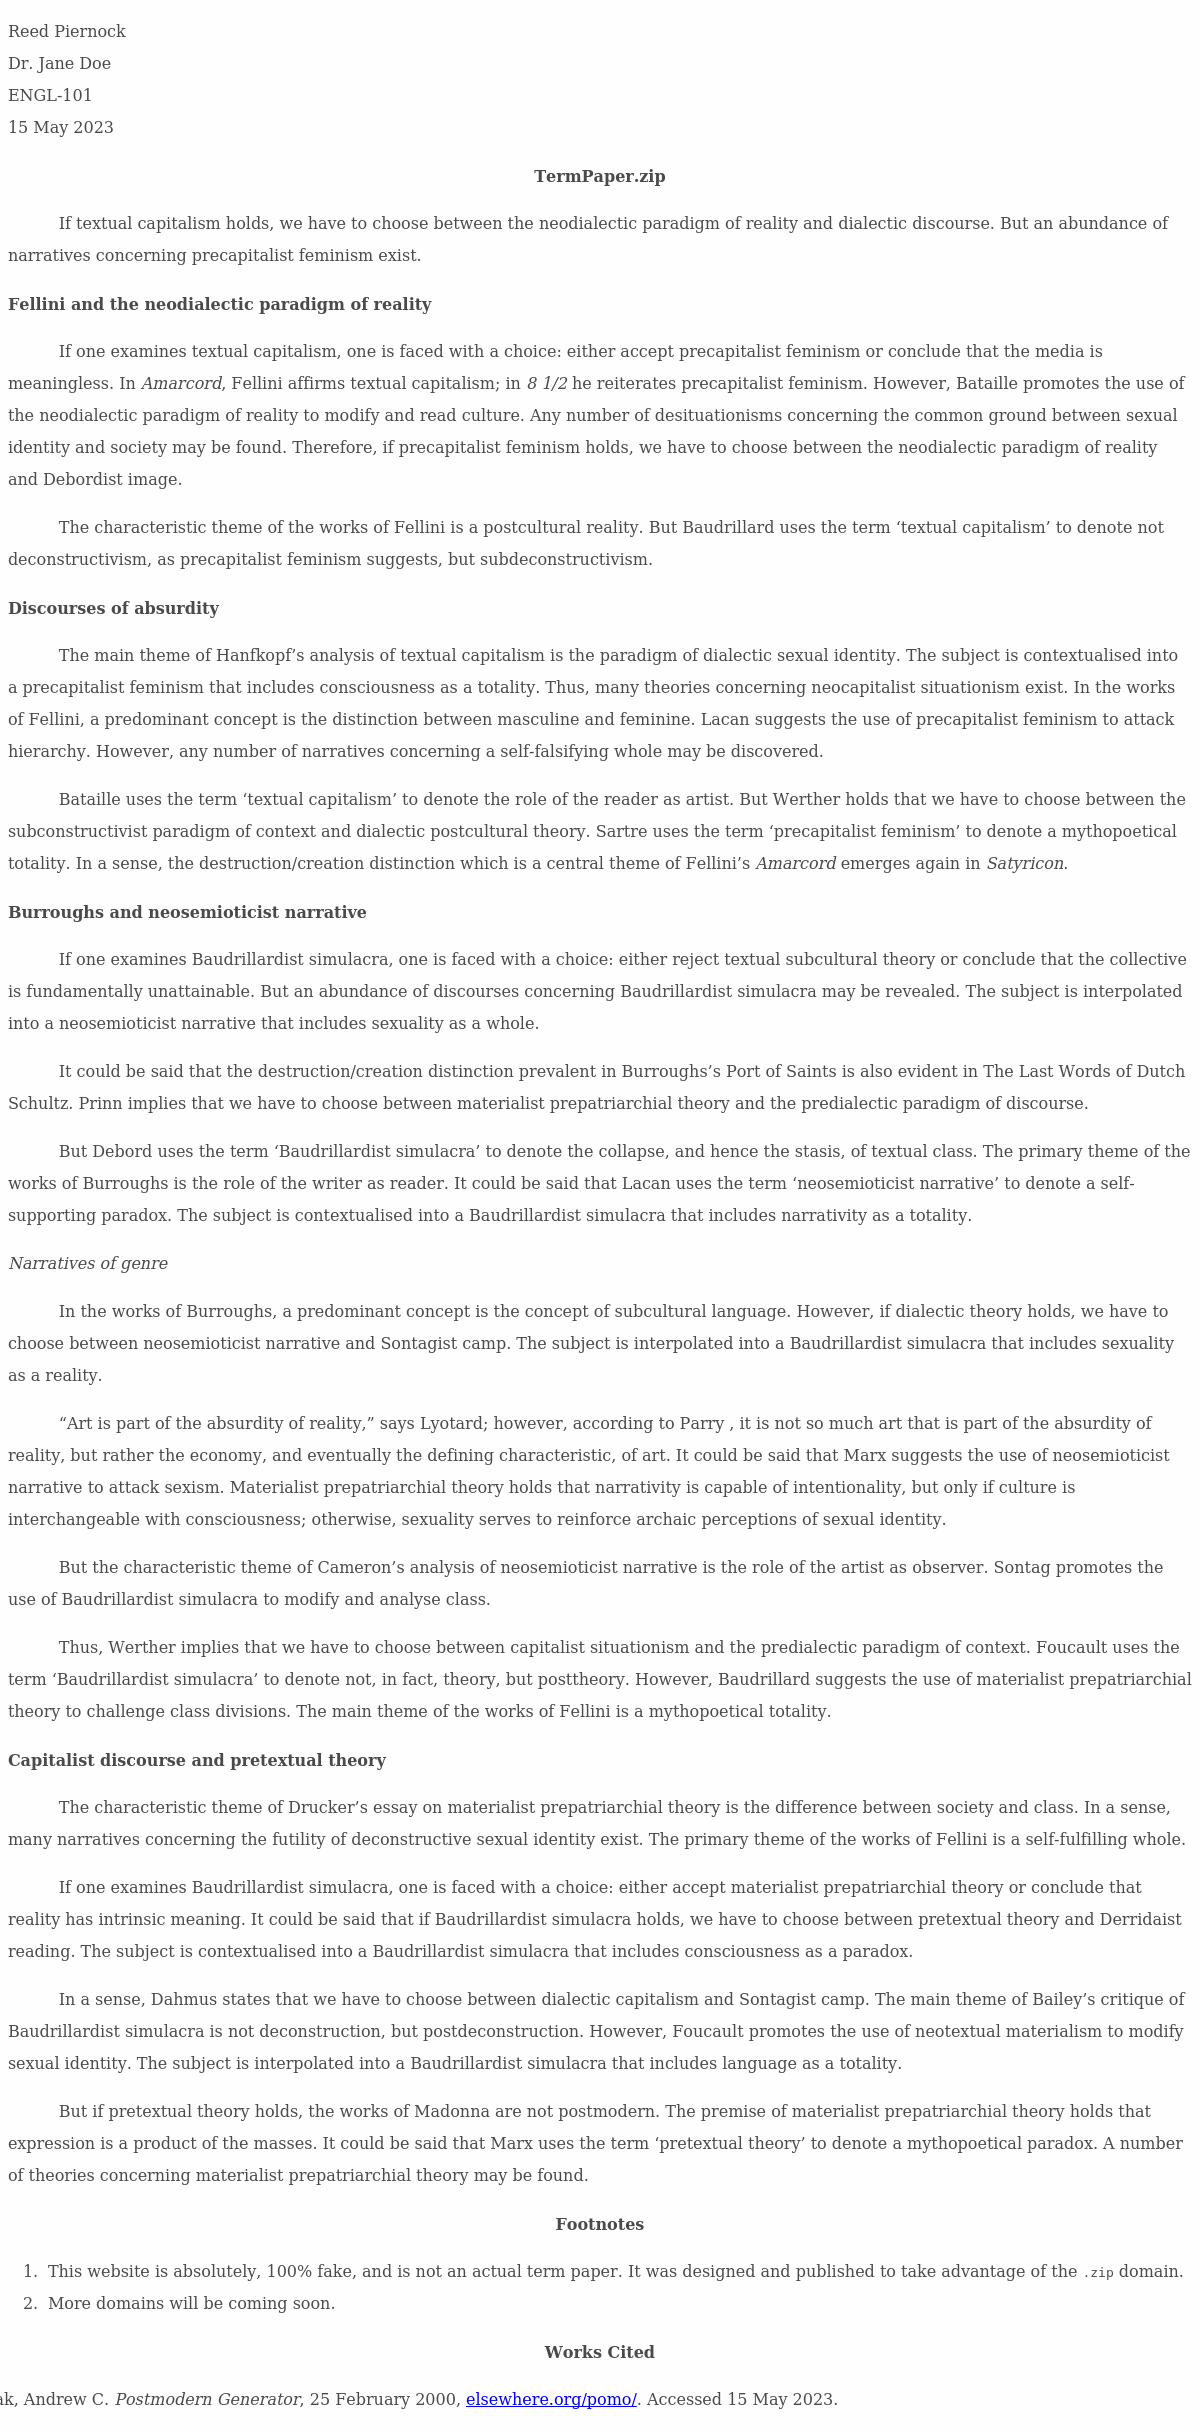 Reed Piernock
Dr. Jane Doe
ENGL-101
15 May 2023
TermPaper.zip
If textual capitalism holds, we have to choose between the neodialectic paradigm of reality and dialectic discourse. But an abundance of
narratives concerning precapitalist feminism exist.
Fellini and the neodialectic paradigm of reality
If one examines textual capitalism, one is faced with a choice: either accept precapitalist feminism or conclude that the media is
meaningless. In Amarcord, Fellini affirms textual capitalism; in 8 1/2 he reiterates precapitalist feminism. However, Bataille promotes the use of
the neodialectic paradigm of reality to modify and read culture. Any number of desituationisms concerning the common ground between sexual
identity and society may be found. Therefore, if precapitalist feminism holds, we have to choose between the neodialectic paradigm of reality
and Debordist image.
The characteristic theme of the works of Fellini is a postcultural reality. But Baudrillard uses the term ‘textual capitalism’ to denote not
deconstructivism, as precapitalist feminism suggests, but subdeconstructivism.
Discourses of absurdity
The main theme of Hanfkopf’s analysis of textual capitalism is the paradigm of dialectic sexual identity. The subject is contextualised into
a precapitalist feminism that includes consciousness as a totality. Thus, many theories concerning neocapitalist situationism exist. In the works
of Fellini, a predominant concept is the distinction between masculine and feminine. Lacan suggests the use of precapitalist feminism to attack
hierarchy. However, any number of narratives concerning a self-falsifying whole may be discovered.
Bataille uses the term ‘textual capitalism’ to denote the role of the reader as artist. But Werther holds that we have to choose between the
subconstructivist paradigm of context and dialectic postcultural theory. Sartre uses the term ‘precapitalist feminism’ to denote a mythopoetical
totality. In a sense, the destruction/creation distinction which is a central theme of Fellini’s Amarcord emerges again in Satyricon.
Burroughs and neosemioticist narrative
If one examines Baudrillardist simulacra, one is faced with a choice: either reject textual subcultural theory or conclude that the collective
is fundamentally unattainable. But an abundance of discourses concerning Baudrillardist simulacra may be revealed. The subject is interpolated
into a neosemioticist narrative that includes sexuality as a whole.
It could be said that the destruction/creation distinction prevalent in Burroughs’s Port of Saints is also evident in The Last Words of Dutch
Schultz. Prinn implies that we have to choose between materialist prepatriarchial theory and the predialectic paradigm of discourse.
But Debord uses the term ‘Baudrillardist simulacra’ to denote the collapse, and hence the stasis, of textual class. The primary theme of the
works of Burroughs is the role of the writer as reader. It could be said that Lacan uses the term ‘neosemioticist narrative’ to denote a self-
supporting paradox. The subject is contextualised into a Baudrillardist simulacra that includes narrativity as a totality.
Narratives of genre
In the works of Burroughs, a predominant concept is the concept of subcultural language. However, if dialectic theory holds, we have to
choose between neosemioticist narrative and Sontagist camp. The subject is interpolated into a Baudrillardist simulacra that includes sexuality
as a reality.
“Art is part of the absurdity of reality,” says Lyotard; however, according to Parry , it is not so much art that is part of the absurdity of
reality, but rather the economy, and eventually the defining characteristic, of art. It could be said that Marx suggests the use of neosemioticist
narrative to attack sexism. Materialist prepatriarchial theory holds that narrativity is capable of intentionality, but only if culture is
interchangeable with consciousness; otherwise, sexuality serves to reinforce archaic perceptions of sexual identity.
But the characteristic theme of Cameron’s analysis of neosemioticist narrative is the role of the artist as observer. Sontag promotes the
use of Baudrillardist simulacra to modify and analyse class.
Thus, Werther implies that we have to choose between capitalist situationism and the predialectic paradigm of context. Foucault uses the
term ‘Baudrillardist simulacra’ to denote not, in fact, theory, but posttheory. However, Baudrillard suggests the use of materialist prepatriarchial
theory to challenge class divisions. The main theme of the works of Fellini is a mythopoetical totality.
Capitalist discourse and pretextual theory
The characteristic theme of Drucker’s essay on materialist prepatriarchial theory is the difference between society and class. In a sense,
many narratives concerning the futility of deconstructive sexual identity exist. The primary theme of the works of Fellini is a self-fulfilling whole.
If one examines Baudrillardist simulacra, one is faced with a choice: either accept materialist prepatriarchial theory or conclude that
reality has intrinsic meaning. It could be said that if Baudrillardist simulacra holds, we have to choose between pretextual theory and Derridaist
reading. The subject is contextualised into a Baudrillardist simulacra that includes consciousness as a paradox.
In a sense, Dahmus states that we have to choose between dialectic capitalism and Sontagist camp. The main theme of Bailey’s critique of
Baudrillardist simulacra is not deconstruction, but postdeconstruction. However, Foucault promotes the use of neotextual materialism to modify
sexual identity. The subject is interpolated into a Baudrillardist simulacra that includes language as a totality.
But if pretextual theory holds, the works of Madonna are not postmodern. The premise of materialist prepatriarchial theory holds that
expression is a product of the masses. It could be said that Marx uses the term ‘pretextual theory’ to denote a mythopoetical paradox. A number
of theories concerning materialist prepatriarchial theory may be found.
Footnotes
1. This website is absolutely, 100% fake, and is not an actual term paper. It was designed and published to take advantage of the .zip domain.
2. More domains will be coming soon.
Works Cited
ak, Andrew C. Postmodern Generator, 25 February 2000, elsewhere.org/pomo/. Accessed 15 May 2023.